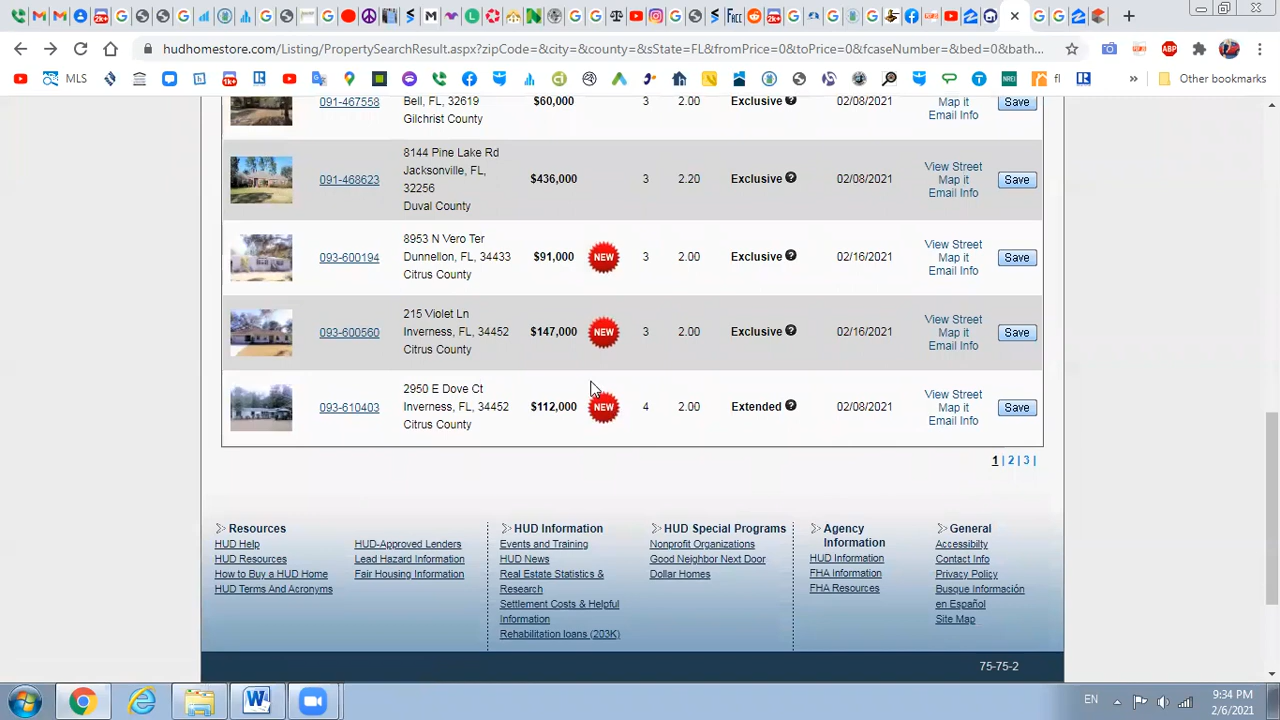 hudhomestore.com/Listing/PropertySearchResult.aspx?zipCode=&city=&county=&sState=FL&fromPrice=0&toPrice=0&fcaseNumber=&bed=0&bath...
MLS
1k+
fl
»
Other bookmarks
091-467558
Bell, FL, 32619
Gilchrist County
$60,000
3
2.00
Exclusive
02/08/2021
Map it
Email Info
Save
091-468623
8144 Pine Lake Rd
Jacksonville, FL,
32256
Duval County
$436,000
3
2.20
Exclusive
02/08/2021
View Street
Map it
Email Info
Save
093-600194
8953 N Vero Ter
Dunnellon, FL, 34433
Citrus County
$91,000
NEW
3
2.00
Exclusive
02/16/2021
View Street
Map it
Email Info
Save
093-600560
215 Violet Ln
Inverness, FL, 34452
Citrus County
$147,000
NEW
3
2.00
Exclusive
02/16/2021
View Street
Map it
Email Info
Save
093-610403
2950 E Dove Ct
Inverness, FL, 34452
Citrus County
$112,000
NEW
4
2.00
Extended
02/08/2021
View Street
Map it
Email Info
Save
1 | 2 | 3 |
Resources
HUD Help
HUD Resources
How to Buy a HUD Home
HUD Terms And Acronyms
HUD-Approved Lenders
Lead Hazard Information
Fair Housing Information
HUD Information
Events and Training
HUD News
Real Estate Statistics &
Research
Settlement Costs & Helpful
Information
Rehabilitation loans (203K)
HUD Special Programs
Nonprofit Organizations
Good Neighbor Next Door
Dollar Homes
Agency
Information
HUD Information
FHA Information
FHA Resources
General
Accessibilty
Contact Info
Privacy Policy
Busque Información
en Español
Site Map
75-75-2
EN
9:34 PM
2/6/2021